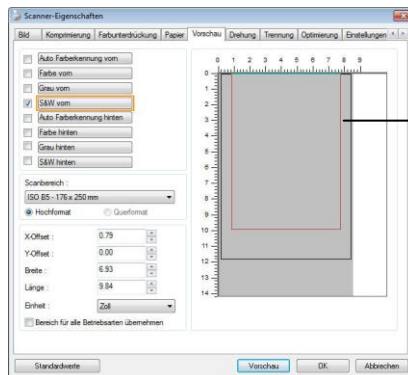 Scanner-Eigenschaften
Bild Komprimierung Farbunterdrückung Papier Vorschau Drehung Trennung Optimierung Einstellungen
Auto Farberkennung vorn
Farbe vorn
Grau vorn
S&W vorn
Auto Farberkennung hinten
Farbe hinten
Grau hinten
S&W hinten
Scanbereich :
ISO B5 - 176 x 250 mm
Hochformat Querformat
X-Offset : 0.79
Y-Offset : 0.00
Breite : 6.93
Länge : 9.84
Einheit : Zoll
Bereich für alle Betriebsarten übernehmen
0 1 2 3 4 5 6 7 8 9
0
1
2
3
4
5
6
7
8
9
10
11
12
13
14
Standardwerte Vorschau OK Abbrechen